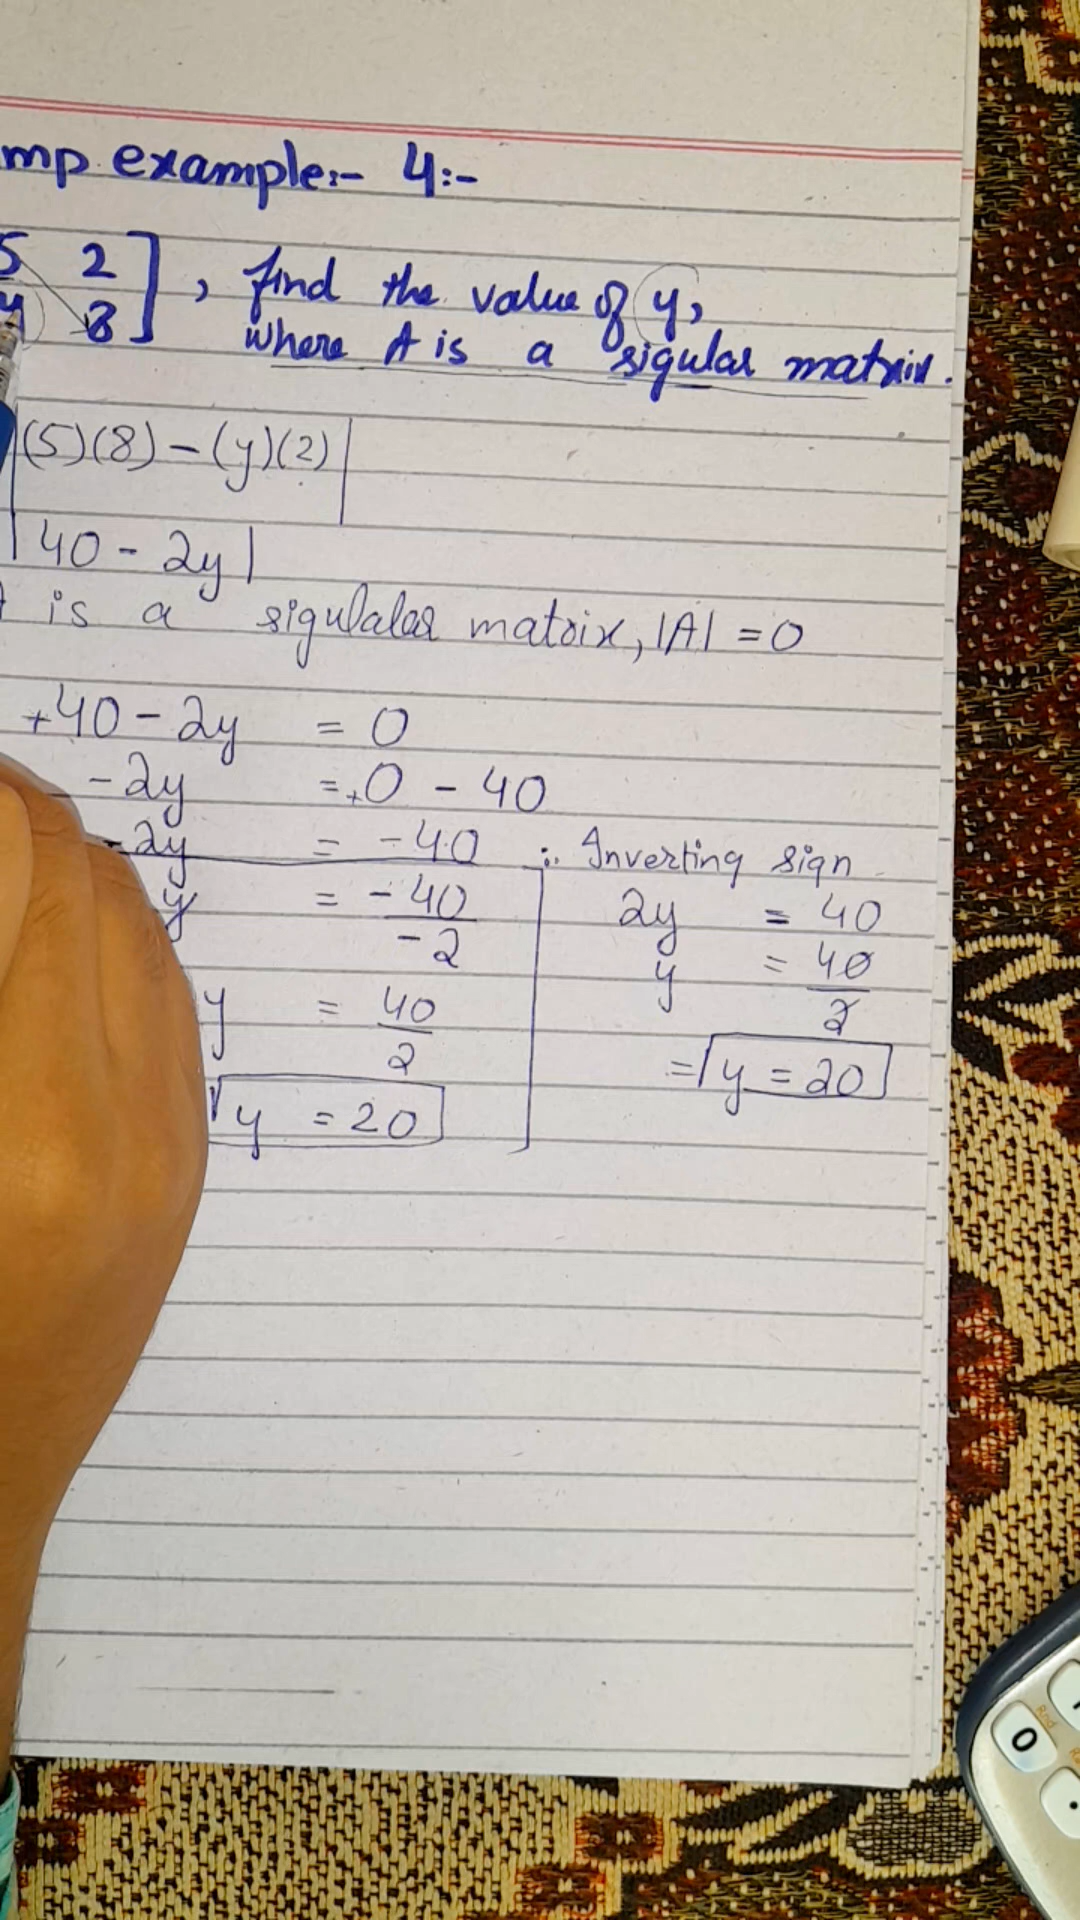 mp. example:- 4:-
5 2
y 8 ] , find the value of y,
where A is a sigular matrix.
(5)(8) - (y)(2)
|40 - 2y|
is a sigulalar matrix, |A| = 0
+40 - 2y = 0
-2y = +0 - 40
-2y = -40 ∴ Inverting sign
y = -40/-2
2y = 40
y = 40/2
y = 40/2
= y = 20
y = 20
0
Rnd